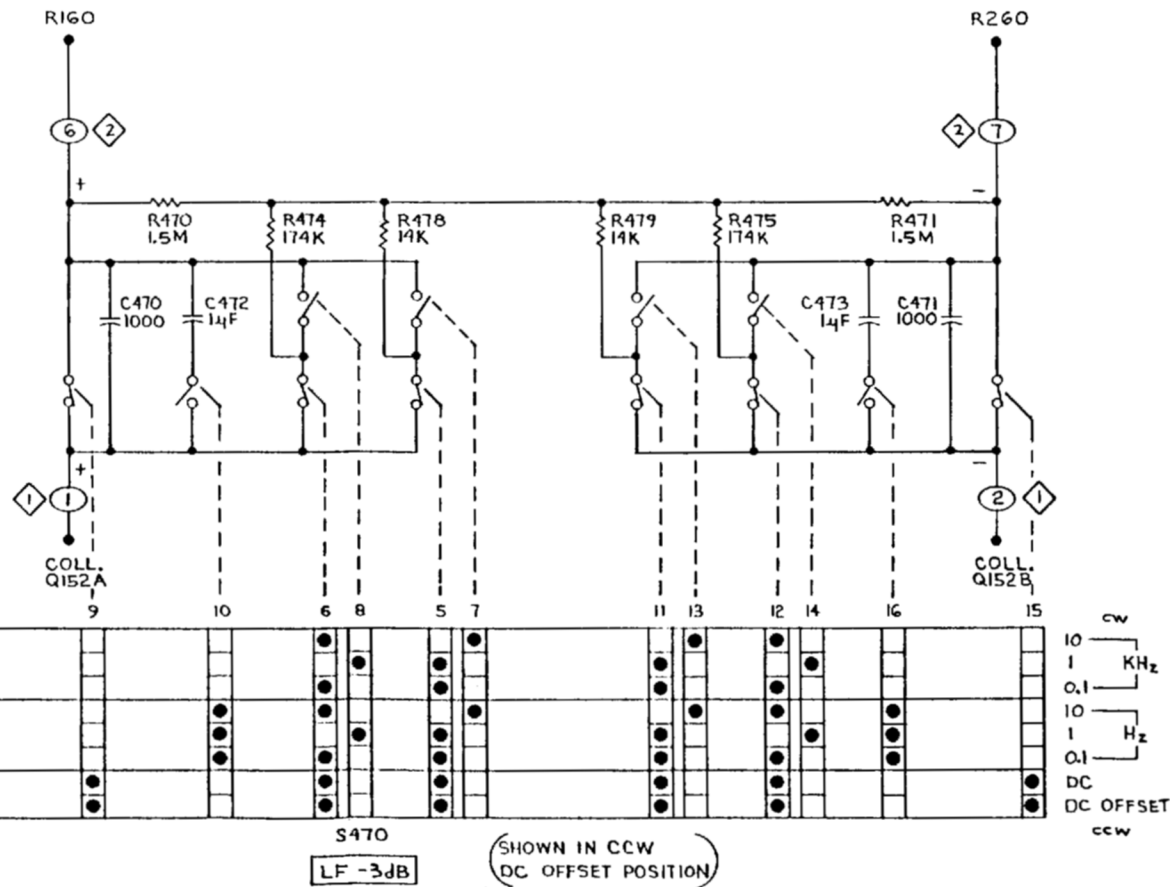 R160
R260
6
2
2
7
+
−
R470
1.5M
R474
174K
R478
14K
R479
14K
R475
174K
R471
1.5M
C470
1000
C472
1µF
C473
1µF
C471
1000
+
−
1
1
2
1
COLL.
Q152A
COLL.
Q152B
9
10
6
8
5
7
11
13
12
14
16
15
CW
10
1
KHz
0.1
10
1
Hz
0.1
DC
DC OFFSET
CCW
S470
LF -3dB
(SHOWN IN CCW
DC OFFSET POSITION)